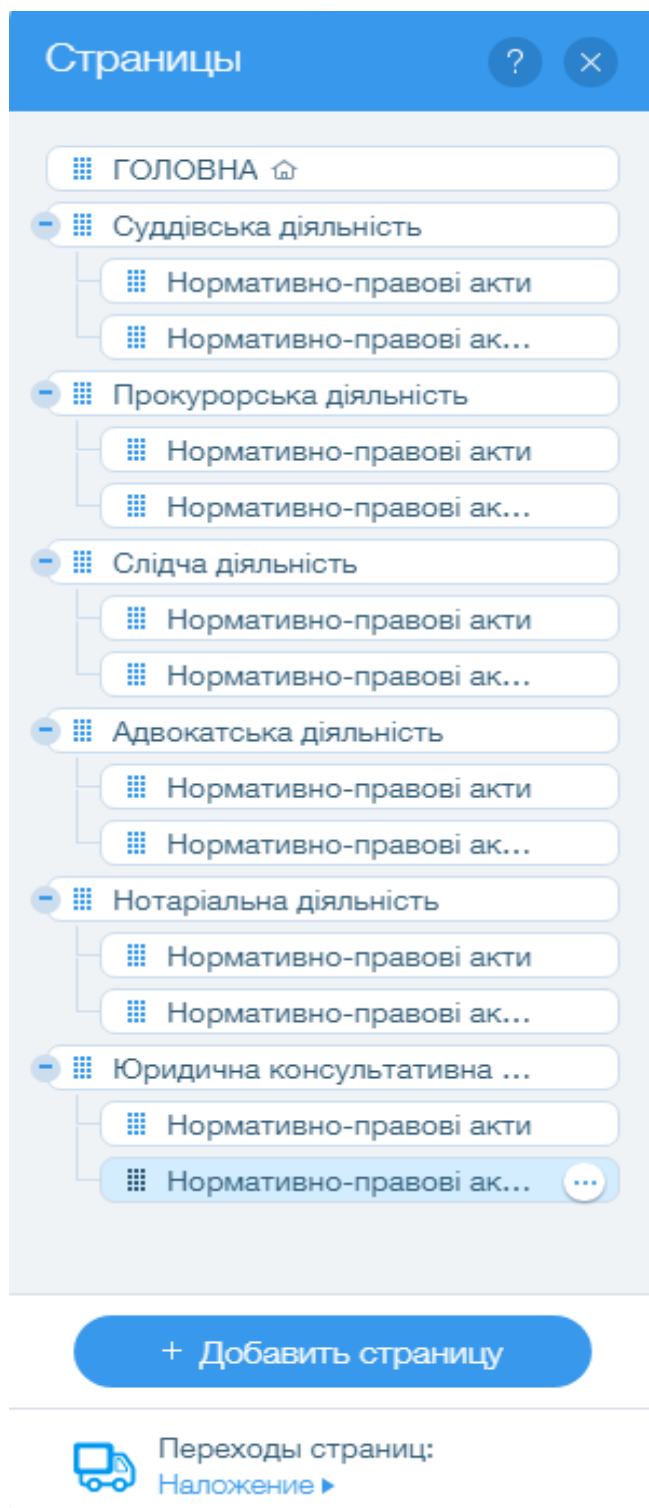 Страницы ?
ГОЛОВНА
Суддівська діяльність
Нормативно-правові акти
Нормативно-правові ак...
Прокурорська діяльність
Нормативно-правові акти
Нормативно-правові ак...
Слідча діяльність
Нормативно-правові акти
Нормативно-правові ак...
Адвокатська діяльність
Нормативно-правові акти
Нормативно-правові ак...
Нотаріальна діяльність
Нормативно-правові акти
Нормативно-правові ак...
Юридична консультативна ...
Нормативно-правові акти
Нормативно-правові ак...
+ Добавить страницу
Переходы страниц:
Наложение